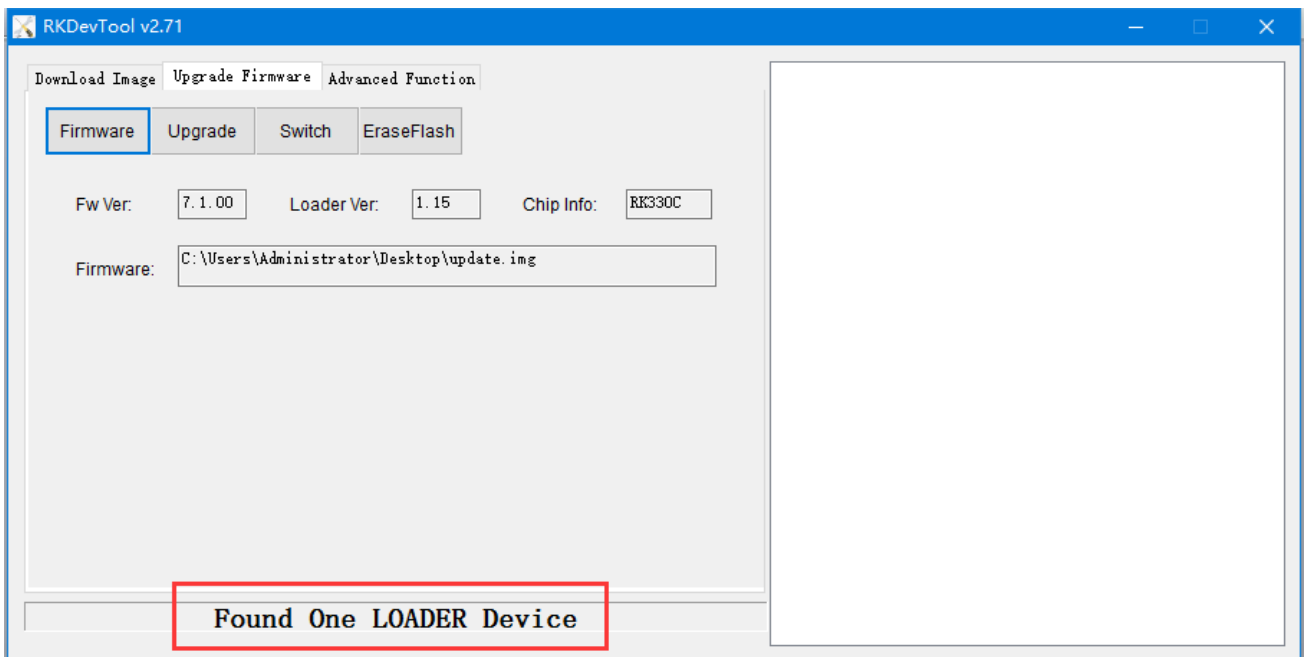 RKDevTool v2.71
Download Image Upgrade Firmware Advanced Function
Firmware Upgrade Switch EraseFlash
Fw Ver: 7.1.00 Loader Ver: 1.15 Chip Info: RK330C
Firmware: C:\Users\Administrator\Desktop\update.img
Found One LOADER Device